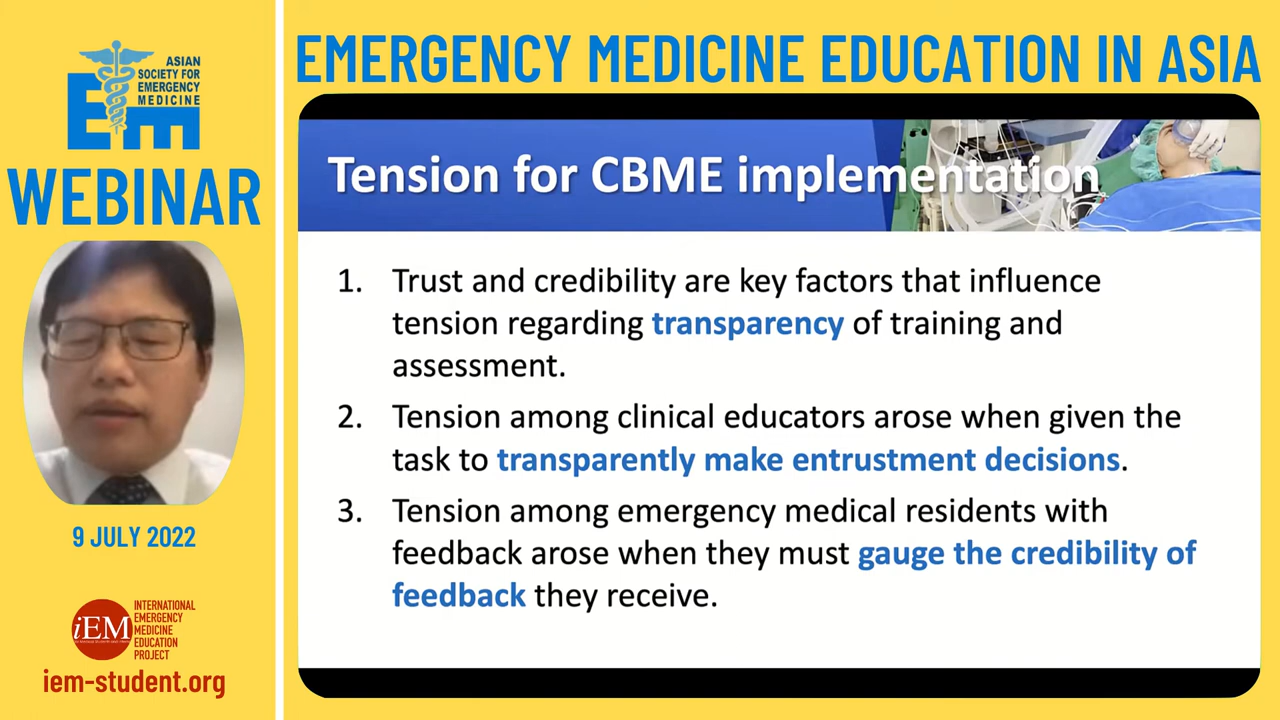 ASIAN
SOCIETY FOR
EMERGENCY
MEDICINE
EM
WEBINAR
9 JULY 2022
iEM
INTERNATIONAL
EMERGENCY
MEDICINE
EDUCATION
PROJECT
iem-student.org
EMERGENCY MEDICINE EDUCATION IN ASIA
Tension for CBME implementation
1. Trust and credibility are key factors that influence
tension regarding transparency of training and
assessment.
2. Tension among clinical educators arose when given the
task to transparently make entrustment decisions.
3. Tension among emergency medical residents with
feedback arose when they must gauge the credibility of
feedback they receive.